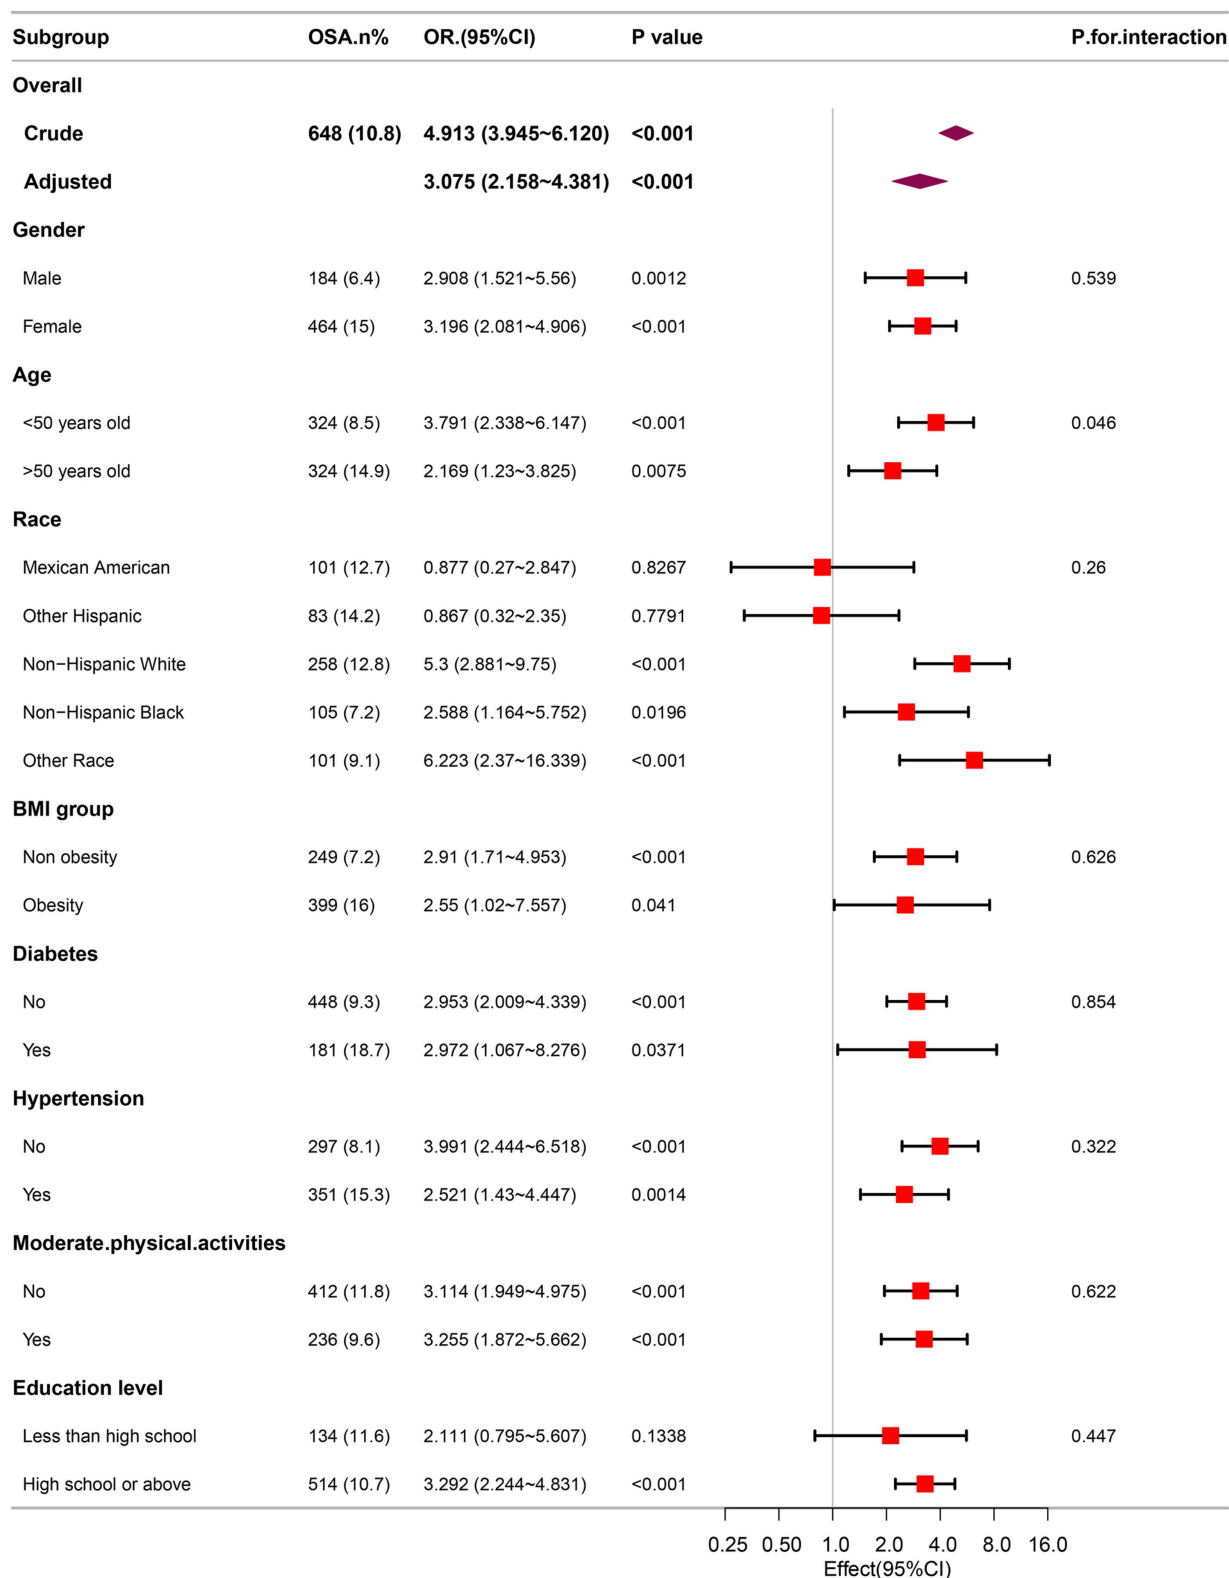 Subgroup OSA.n% OR.(95%CI) P value P.for.interaction
Overall
Crude 648 (10.8) 4.913 (3.945~6.120) <0.001
Adjusted 3.075 (2.158~4.381) <0.001
Gender
Male 184 (6.4) 2.908 (1.521~5.56) 0.0012 0.539
Female 464 (15) 3.196 (2.081~4.906) <0.001
Age
<50 years old 324 (8.5) 3.791 (2.338~6.147) <0.001 0.046
>50 years old 324 (14.9) 2.169 (1.23~3.825) 0.0075
Race
Mexican American 101 (12.7) 0.877 (0.27~2.847) 0.8267 0.26
Other Hispanic 83 (14.2) 0.867 (0.32~2.35) 0.7791
Non−Hispanic White 258 (12.8) 5.3 (2.881~9.75) <0.001
Non−Hispanic Black 105 (7.2) 2.588 (1.164~5.752) 0.0196
Other Race 101 (9.1) 6.223 (2.37~16.339) <0.001
BMI group
Non obesity 249 (7.2) 2.91 (1.71~4.953) <0.001 0.626
Obesity 399 (16) 2.55 (1.02~7.557) 0.041
Diabetes
No 448 (9.3) 2.953 (2.009~4.339) <0.001 0.854
Yes 181 (18.7) 2.972 (1.067~8.276) 0.0371
Hypertension
No 297 (8.1) 3.991 (2.444~6.518) <0.001 0.322
Yes 351 (15.3) 2.521 (1.43~4.447) 0.0014
Moderate.physical.activities
No 412 (11.8) 3.114 (1.949~4.975) <0.001 0.622
Yes 236 (9.6) 3.255 (1.872~5.662) <0.001
Education level
Less than high school 134 (11.6) 2.111 (0.795~5.607) 0.1338 0.447
High school or above 514 (10.7) 3.292 (2.244~4.831) <0.001
0.25 0.50 1.0 2.0 4.0 8.0 16.0
Effect(95%CI)